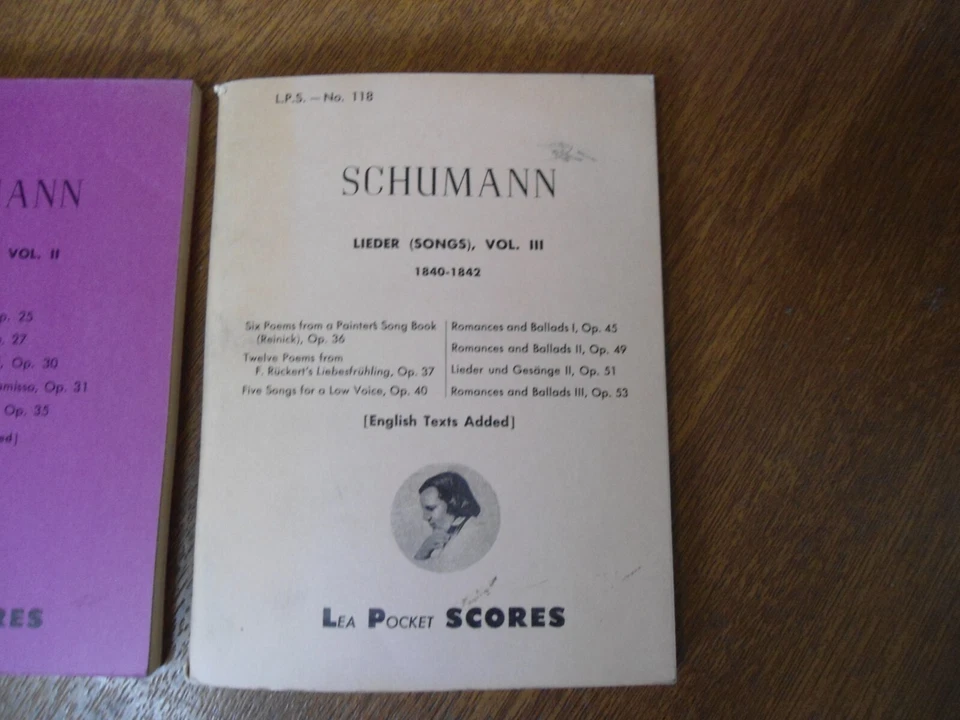 ANN
VOL. II
Op. 25
27
Op. 30
Op. 31
Op. 35
RES
L.P.S. — No. 118
SCHUMANN
LIEDER (SONGS), VOL. III
1840-1842
Six Poems from a Painter's Song Book
(Reinick), Op. 36
Twelve Poems from
F. Rückert's Liebesfrühling, Op. 37
Five Songs for a Low Voice, Op. 40
Romances and Ballads I, Op. 45
Romances and Ballads II, Op. 49
Lieder und Gesänge II, Op. 51
Romances and Ballads III, Op. 53
[English Texts Added]
LEA POCKET SCORES